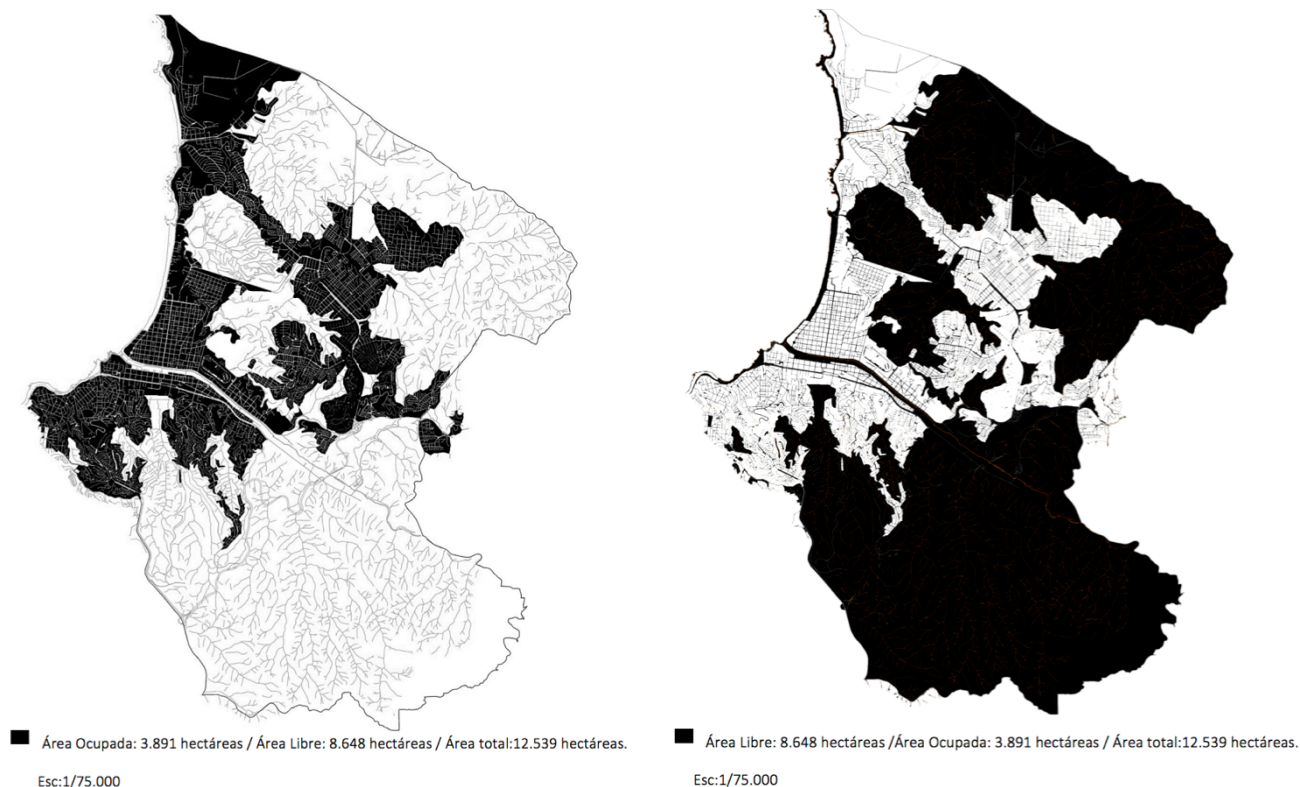 Área Ocupada: 3.891 hectáreas / Área Libre: 8.648 hectáreas / Área total:12.539 hectáreas.
Esc:1/75.000
Área Libre: 8.648 hectáreas /Área Ocupada: 3.891 hectáreas / Área total:12.539 hectáreas.
Esc:1/75.000